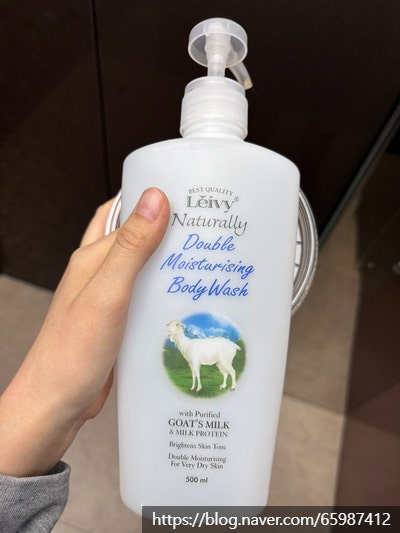 BEST QUALITY
Lěivy®
Naturally
Double
Moisturising
Body Wash
with Purified
GOAT'S MILK
& MILK PROTEIN
Brightens Skin Tone
Double Moisturising
For Very Dry Skin
500 ml
https://blog.naver.com/65987412